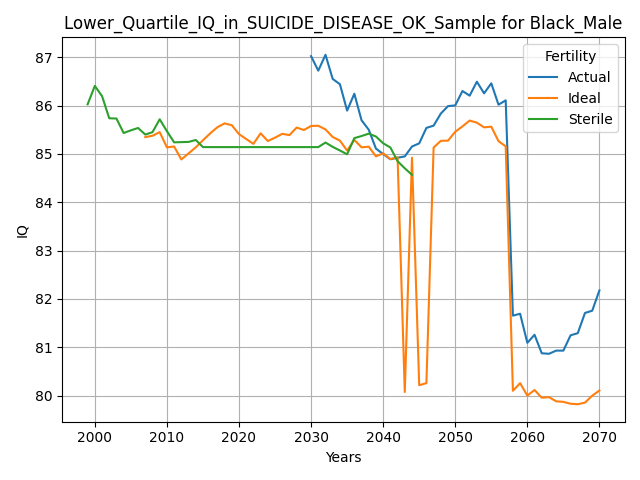 Lower_Quartile_IQ_in_SUICIDE_DISEASE_OK_Sample for Black_Male
Fertility
Actual
Ideal
Sterile
87
86
85
84
83
82
81
80
IQ
2000 2010 2020 2030 2040 2050 2060 2070
Years